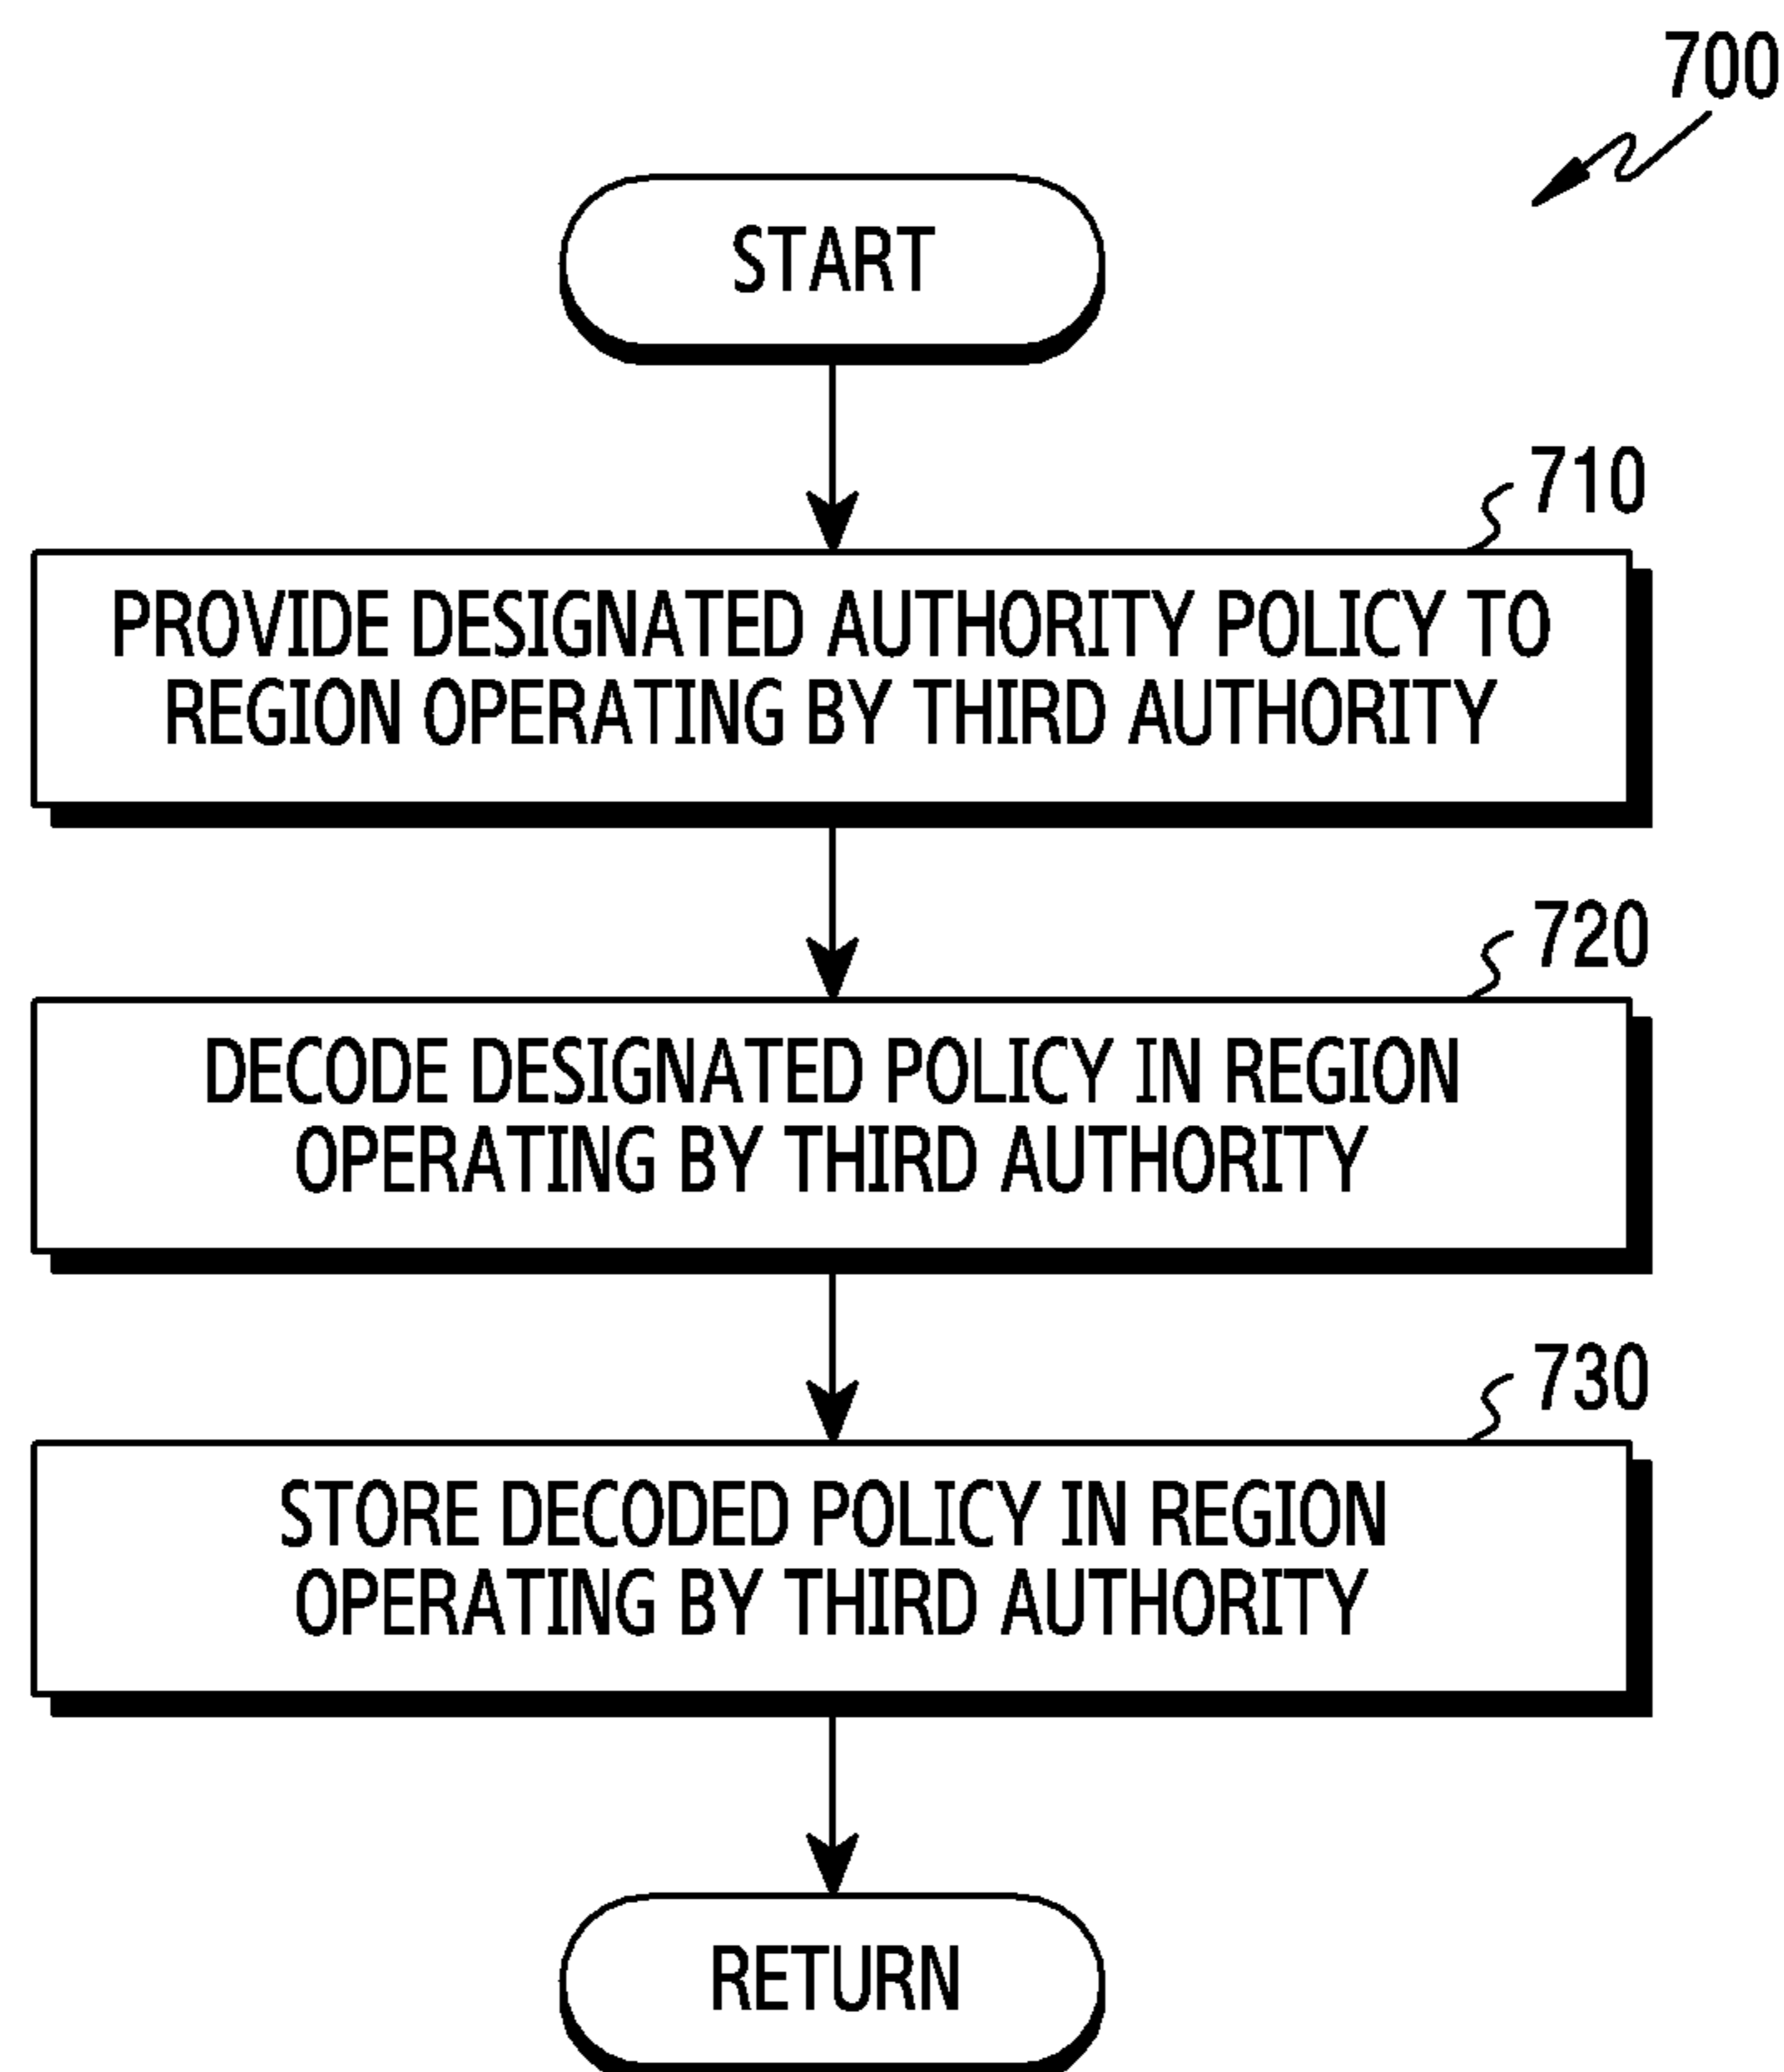 700
START
710
PROVIDE DESIGNATED AUTHORITY POLICY TO
REGION OPERATING BY THIRD AUTHORITY
720
DECODE DESIGNATED POLICY IN REGION
OPERATING BY THIRD AUTHORITY
730
STORE DECODED POLICY IN REGION
OPERATING BY THIRD AUTHORITY
RETURN